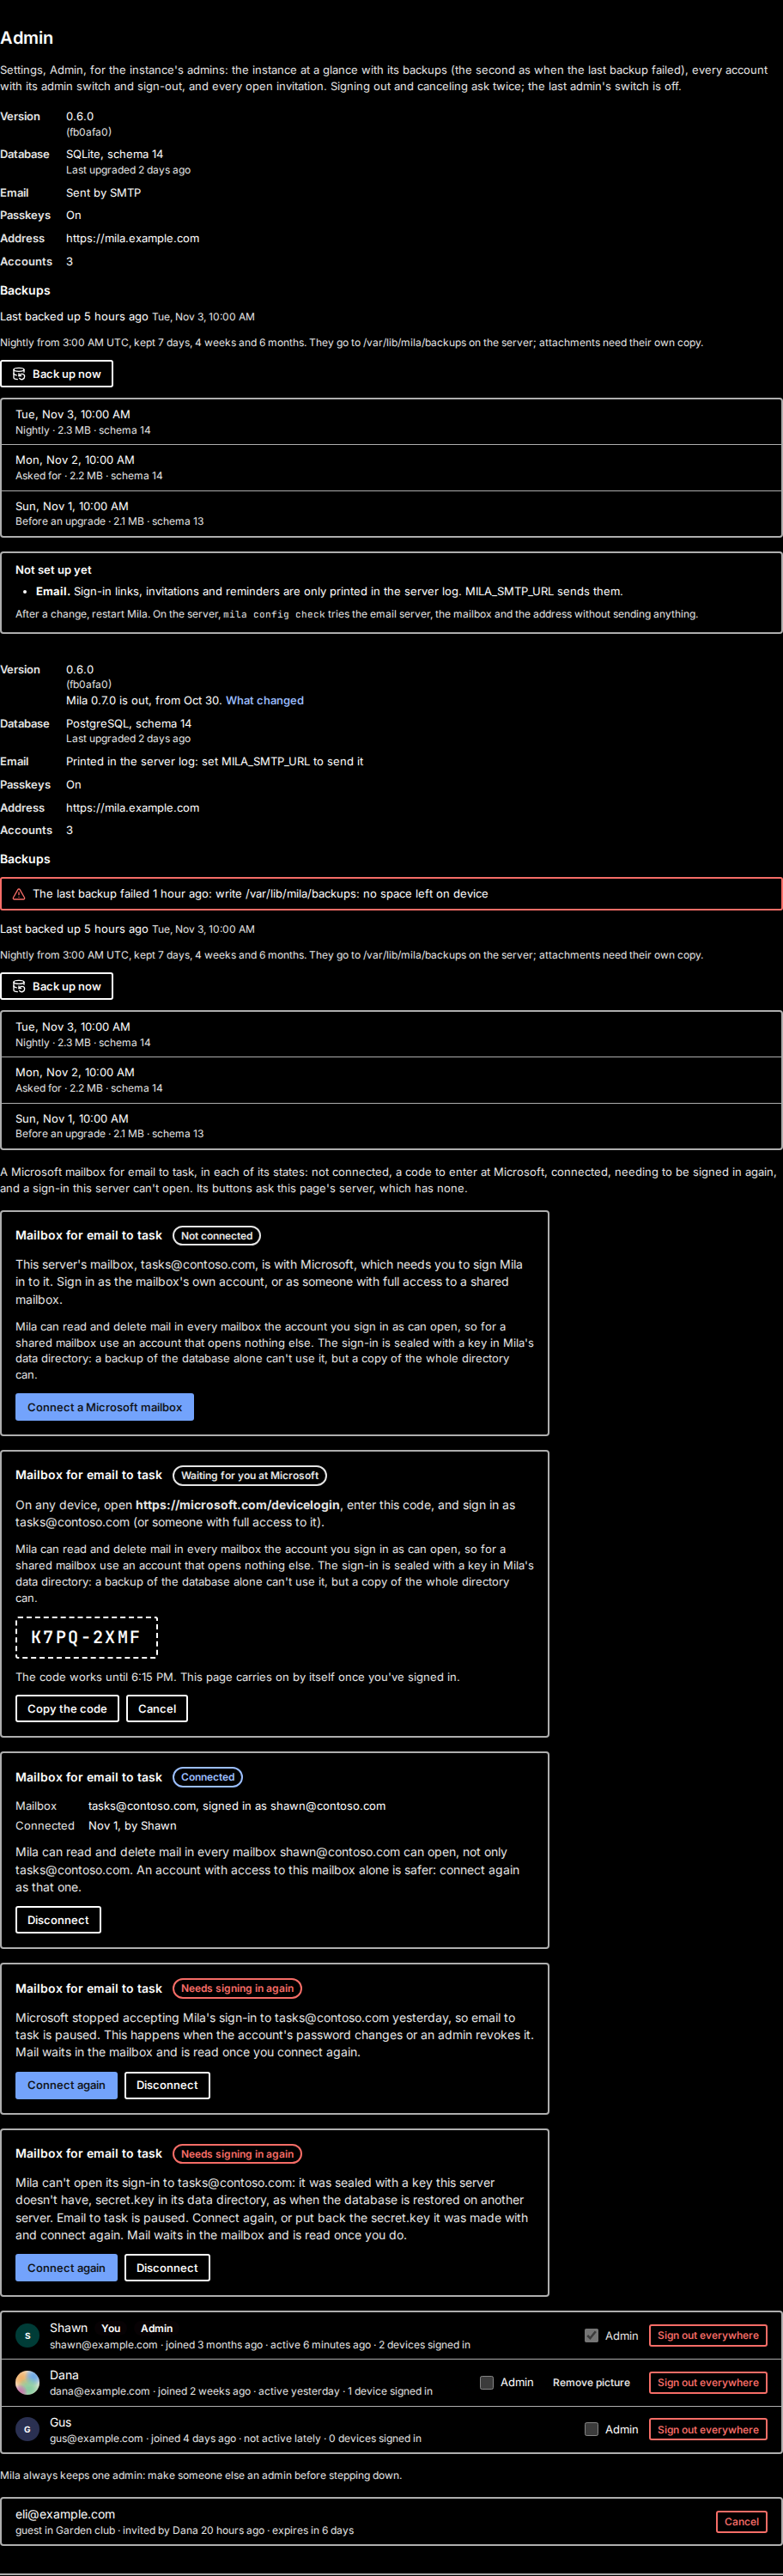 Admin
Settings, Admin, for the instance's admins: the instance at a glance with its backups (the second as when the last backup failed), every account
with its admin switch and sign-out, and every open invitation. Signing out and canceling ask twice; the last admin's switch is off.
Version 0.6.0
(fb0afa0)
Database SQLite, schema 14
Last upgraded 2 days ago
Email Sent by SMTP
Passkeys On
Address https://mila.example.com
Accounts 3
Backups
Last backed up 5 hours ago Tue, Nov 3, 10:00 AM
Nightly from 3:00 AM UTC, kept 7 days, 4 weeks and 6 months. They go to /var/lib/mila/backups on the server; attachments need their own copy.
Back up now
Tue, Nov 3, 10:00 AM
Nightly · 2.3 MB · schema 14
Mon, Nov 2, 10:00 AM
Asked for · 2.2 MB · schema 14
Sun, Nov 1, 10:00 AM
Before an upgrade · 2.1 MB · schema 13
Not set up yet
• Email. Sign-in links, invitations and reminders are only printed in the server log. MILA_SMTP_URL sends them.
After a change, restart Mila. On the server, mila config check tries the email server, the mailbox and the address without sending anything.
Version 0.6.0
(fb0afa0)
Mila 0.7.0 is out, from Oct 30. What changed
Database PostgreSQL, schema 14
Last upgraded 2 days ago
Email Printed in the server log: set MILA_SMTP_URL to send it
Passkeys On
Address https://mila.example.com
Accounts 3
Backups
The last backup failed 1 hour ago: write /var/lib/mila/backups: no space left on device
Last backed up 5 hours ago Tue, Nov 3, 10:00 AM
Nightly from 3:00 AM UTC, kept 7 days, 4 weeks and 6 months. They go to /var/lib/mila/backups on the server; attachments need their own copy.
Back up now
Tue, Nov 3, 10:00 AM
Nightly · 2.3 MB · schema 14
Mon, Nov 2, 10:00 AM
Asked for · 2.2 MB · schema 14
Sun, Nov 1, 10:00 AM
Before an upgrade · 2.1 MB · schema 13
A Microsoft mailbox for email to task, in each of its states: not connected, a code to enter at Microsoft, connected, needing to be signed in again,
and a sign-in this server can't open. Its buttons ask this page's server, which has none.
Mailbox for email to task Not connected
This server's mailbox, tasks@contoso.com, is with Microsoft, which needs you to sign Mila
in to it. Sign in as the mailbox's own account, or as someone with full access to a shared
mailbox.
Mila can read and delete mail in every mailbox the account you sign in as can open, so for a
shared mailbox use an account that opens nothing else. The sign-in is sealed with a key in Mila's
data directory: a backup of the database alone can't use it, but a copy of the whole directory
can.
Connect a Microsoft mailbox
Mailbox for email to task Waiting for you at Microsoft
On any device, open https://microsoft.com/devicelogin, enter this code, and sign in as
tasks@contoso.com (or someone with full access to it).
Mila can read and delete mail in every mailbox the account you sign in as can open, so for a
shared mailbox use an account that opens nothing else. The sign-in is sealed with a key in Mila's
data directory: a backup of the database alone can't use it, but a copy of the whole directory
can.
K7PQ-2XMF
The code works until 6:15 PM. This page carries on by itself once you've signed in.
Copy the code Cancel
Mailbox for email to task Connected
Mailbox tasks@contoso.com, signed in as shawn@contoso.com
Connected Nov 1, by Shawn
Mila can read and delete mail in every mailbox shawn@contoso.com can open, not only
tasks@contoso.com. An account with access to this mailbox alone is safer: connect again
as that one.
Disconnect
Mailbox for email to task Needs signing in again
Microsoft stopped accepting Mila's sign-in to tasks@contoso.com yesterday, so email to
task is paused. This happens when the account's password changes or an admin revokes it.
Mail waits in the mailbox and is read once you connect again.
Connect again Disconnect
Mailbox for email to task Needs signing in again
Mila can't open its sign-in to tasks@contoso.com: it was sealed with a key this server
doesn't have, secret.key in its data directory, as when the database is restored on another
server. Email to task is paused. Connect again, or put back the secret.key it was made with
and connect again. Mail waits in the mailbox and is read once you do.
Connect again Disconnect
S Shawn You Admin
shawn@example.com · joined 3 months ago · active 6 minutes ago · 2 devices signed in
Admin Sign out everywhere
Dana
dana@example.com · joined 2 weeks ago · active yesterday · 1 device signed in
Admin Remove picture Sign out everywhere
G Gus
gus@example.com · joined 4 days ago · not active lately · 0 devices signed in
Admin Sign out everywhere
Mila always keeps one admin: make someone else an admin before stepping down.
eli@example.com
guest in Garden club · invited by Dana 20 hours ago · expires in 6 days
Cancel